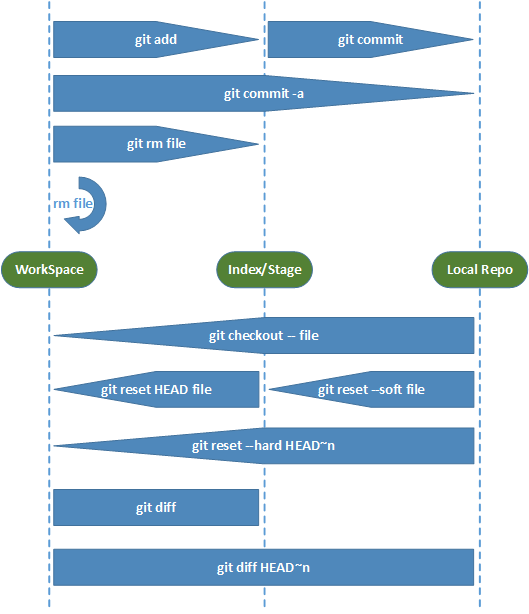 git add
git commit
git commit -a
git rm file
rm file
WorkSpace
Index/Stage
Local Repo
git checkout -- file
git reset HEAD file
git reset --soft file
git reset --hard HEAD~n
git diff
git diff HEAD~n